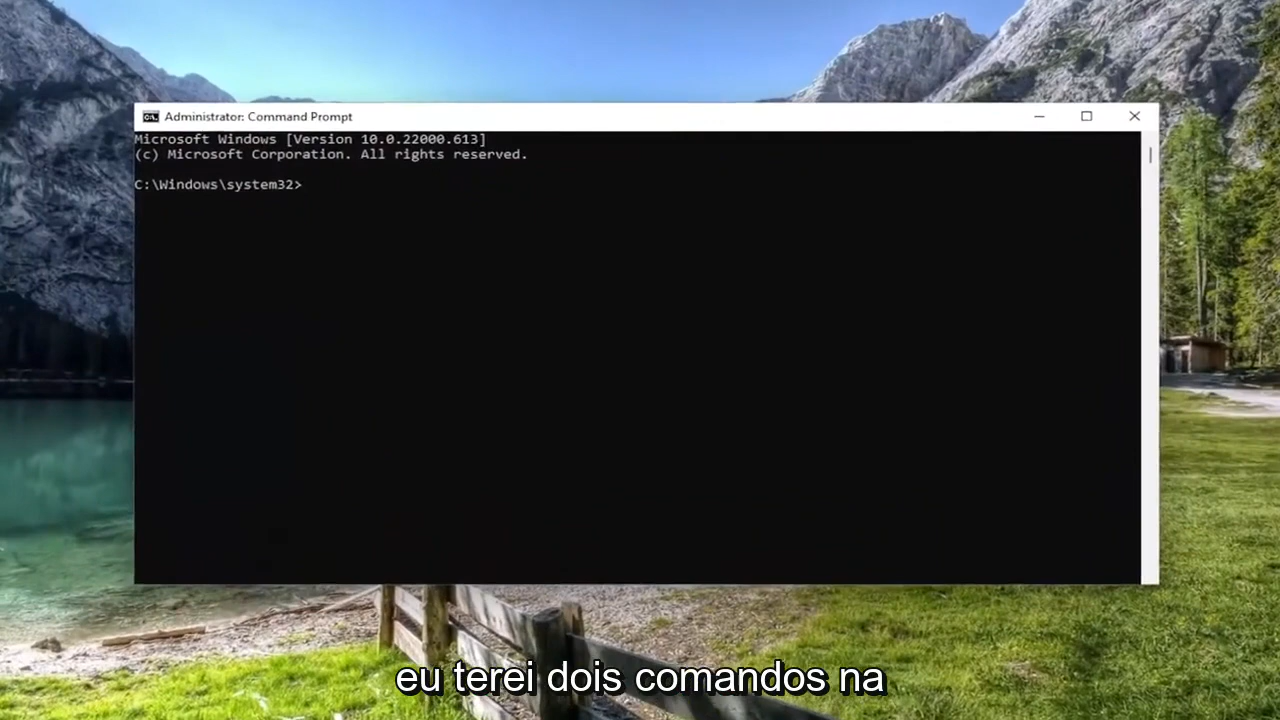 Administrator: Command Prompt
Microsoft Windows [Version 10.0.22000.613]
(c) Microsoft Corporation. All rights reserved.
C:\Windows\system32>
eu terei dois comandos na